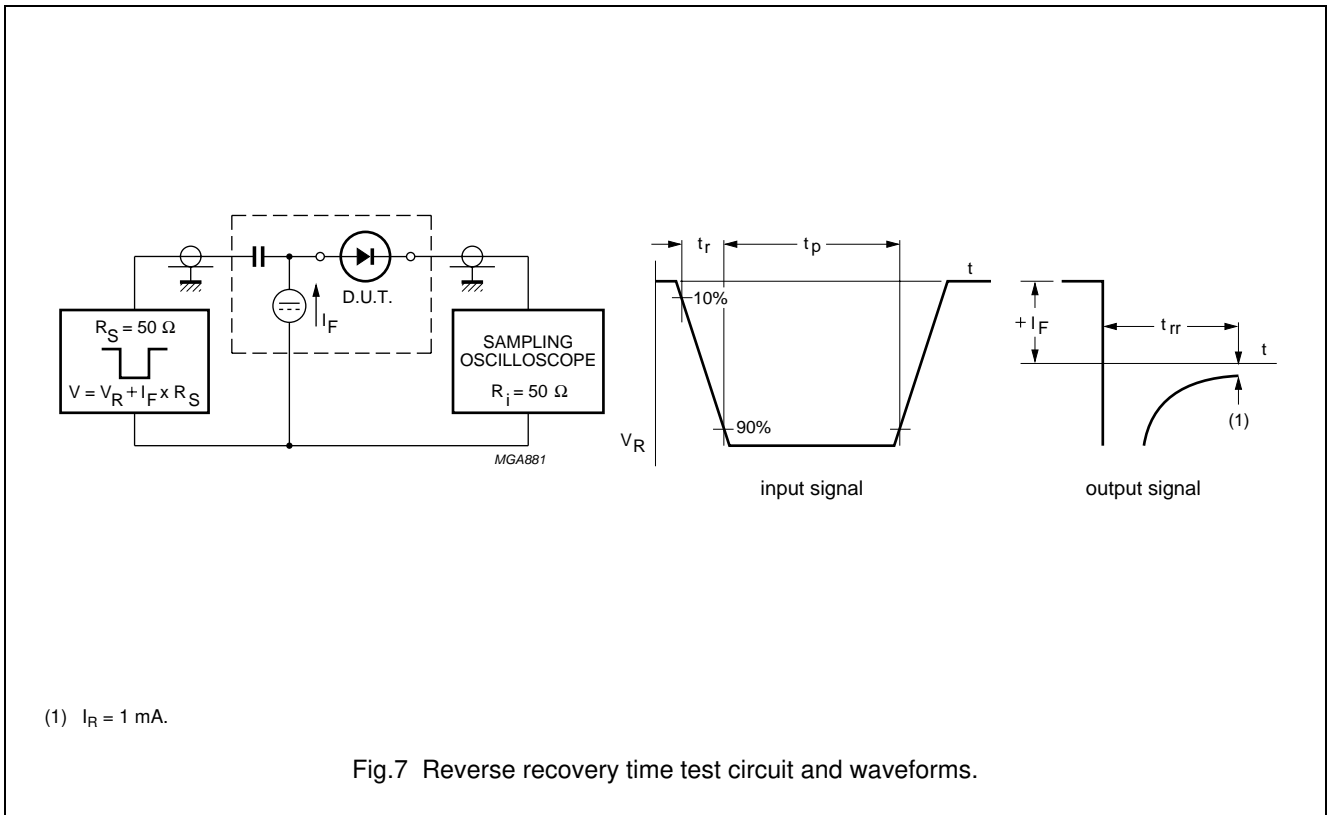 R_S = 50 Ω
V = V_R + I_F x R_S
I_F
D.U.T.
SAMPLING
OSCILLOSCOPE
R_i = 50 Ω
MGA881
t_r
t_p
t
10%
90%
V_R
input signal
+ I_F
t_rr
t
(1)
output signal
(1) I_R = 1 mA.
Fig.7 Reverse recovery time test circuit and waveforms.